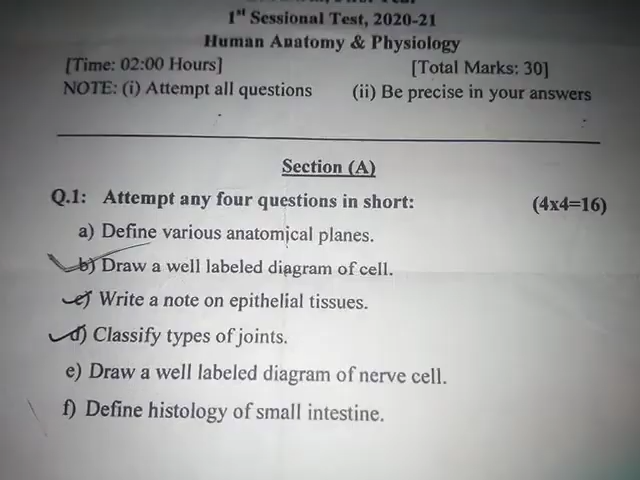 1st Sessional Test, 2020-21
Human Anatomy & Physiology
[Time: 02:00 Hours] [Total Marks: 30]
NOTE: (i) Attempt all questions (ii) Be precise in your answers
Section (A)
Q.1: Attempt any four questions in short: (4x4=16)
a) Define various anatomical planes.
b) Draw a well labeled diagram of cell.
c) Write a note on epithelial tissues.
d) Classify types of joints.
e) Draw a well labeled diagram of nerve cell.
f) Define histology of small intestine.